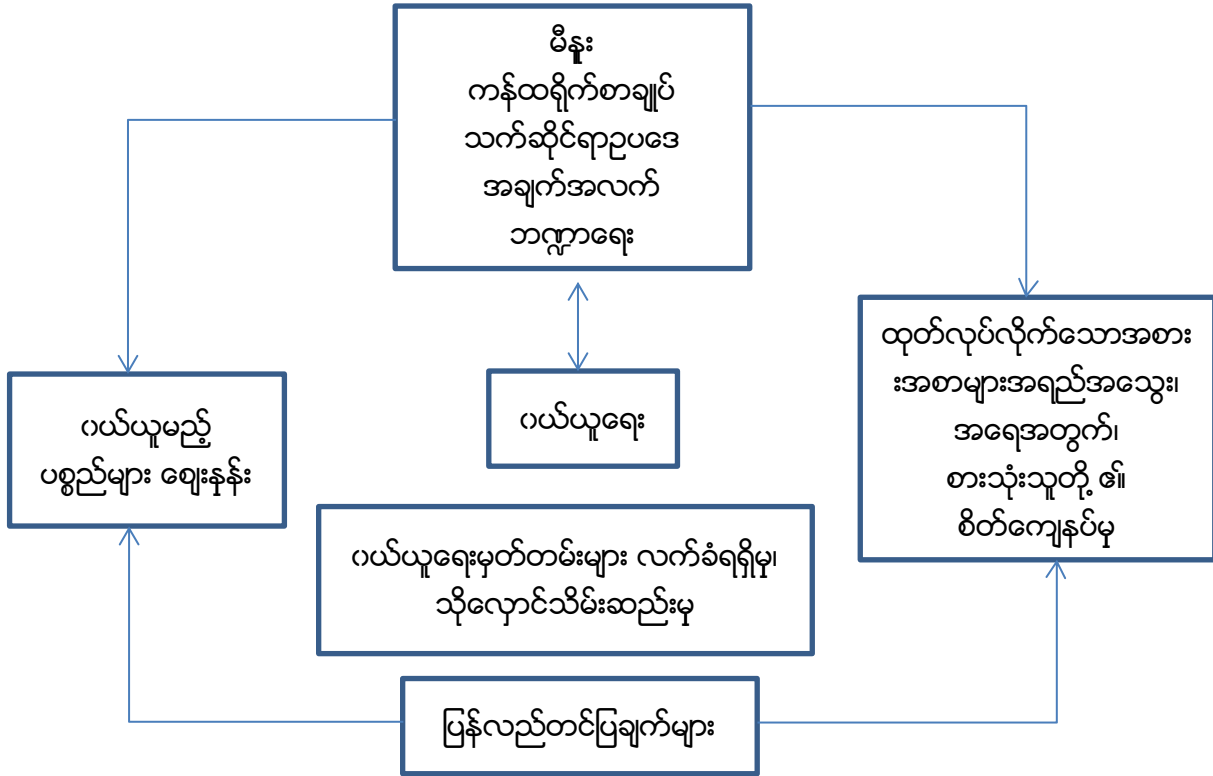 မီနူး
ကန်ထရိုက်စာချုပ်
သက်ဆိုင်ရာဥပဒေ
အချက်အလက်
ဘဏ္ဍာရေး
ထုတ်လုပ်လိုက်သောအစား
းအစာများအရည်အသွေး၊
အရေအတွက်၊
စားသုံးသူတို့ ၏။
စိတ်ကျေနပ်မှု
ဝယ်ယူမည့်
ပစ္စည်များ စျေးနှုန်း
ဝယ်ယူရေး
ဝယ်ယူရေးမှတ်တမ်းများ လက်ခံရရှိမှု၊
သိုလှောင်သိမ်းဆည်းမှု
ပြန်လည်တင်ပြချက်များ